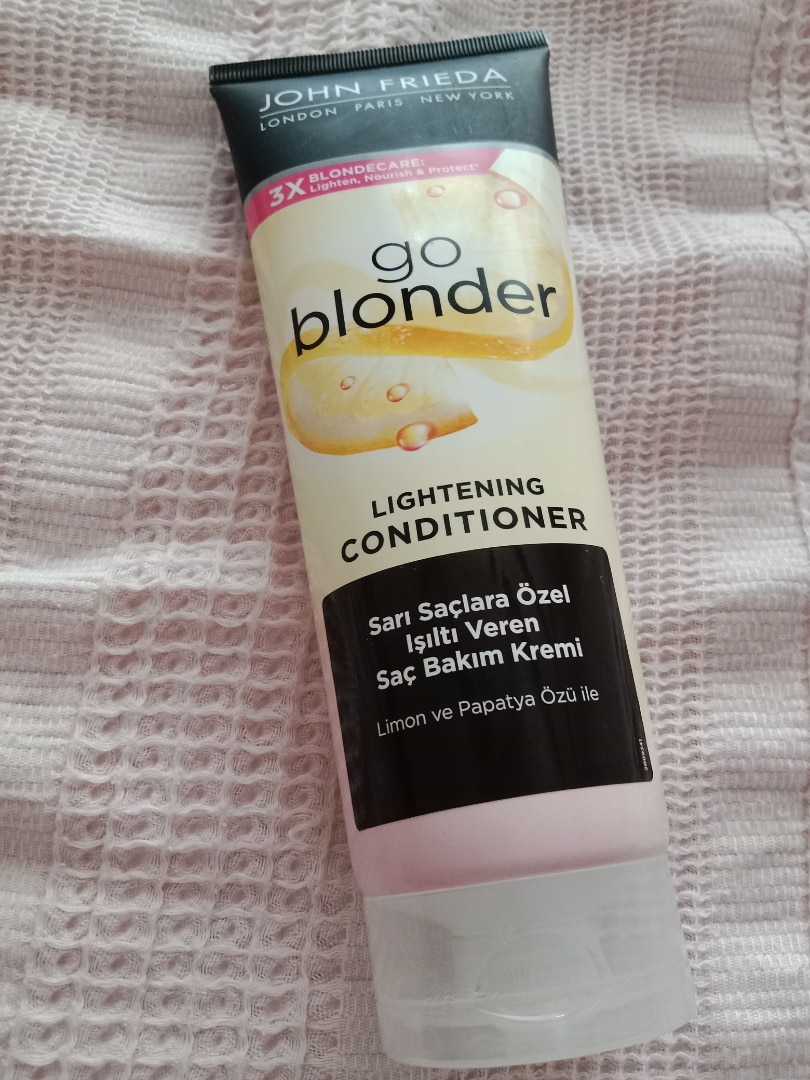 JOHN FRIEDA
LONDON PARIS NEW YORK
3X BLONDECARE:
Lighten, Nourish & Protect*
go
blonder
LIGHTENING
CONDITIONER
Sarı Saçlara Özel
Işıltı Veren
Saç Bakım Kremi
Limon ve Papatya Özü ile